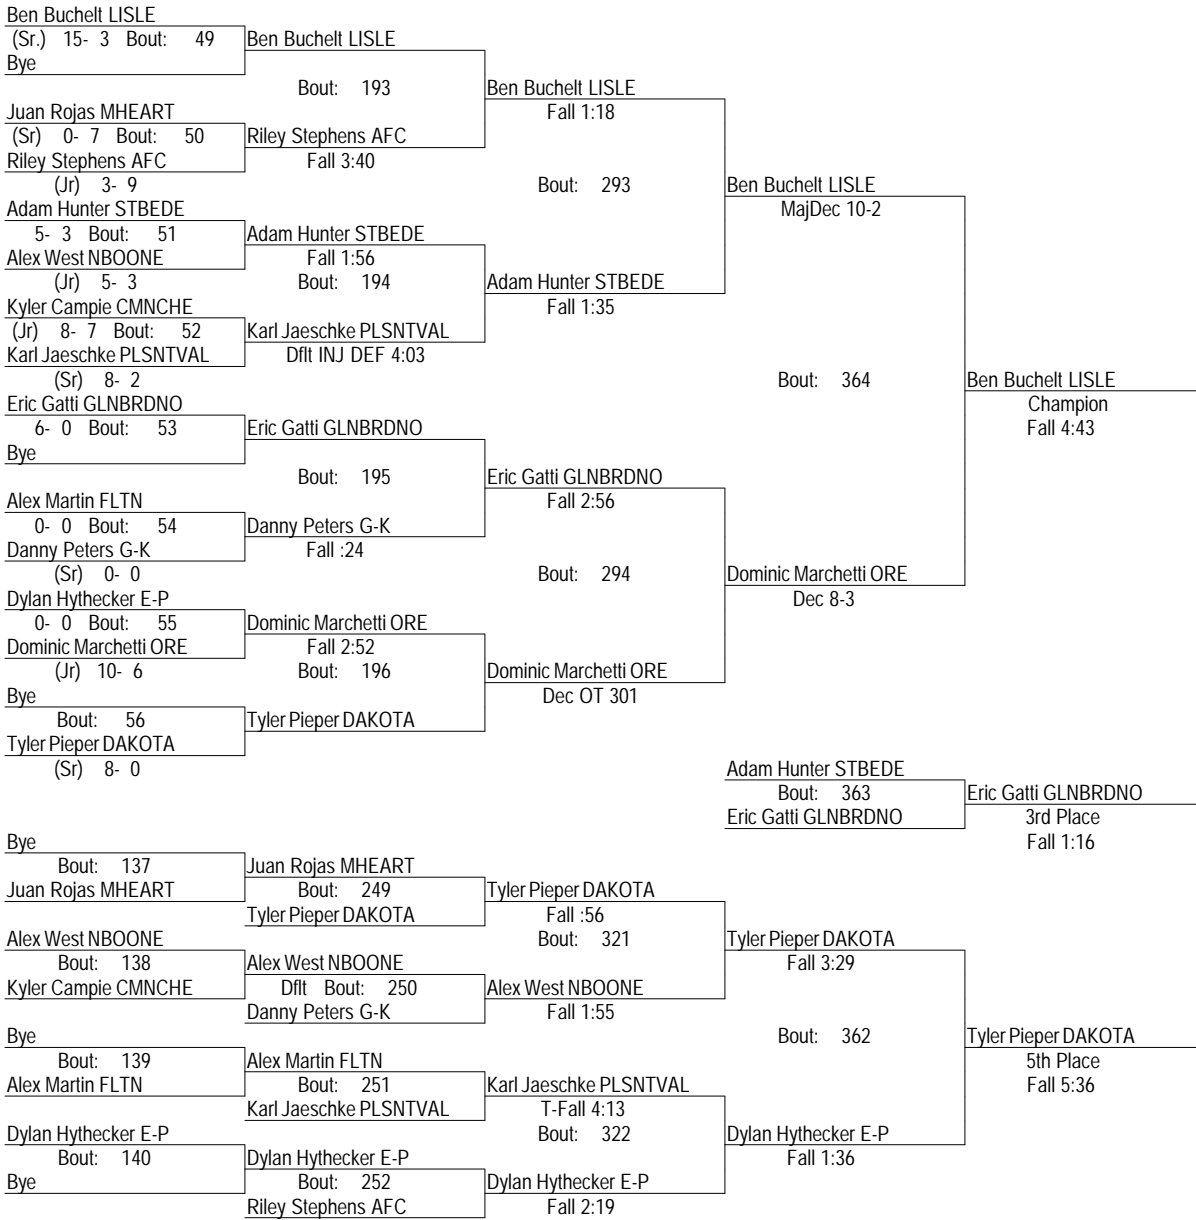 Ben Buchelt LISLE
(Sr.) 15- 3 Bout: 49 Ben Buchelt LISLE
Bye
Bout: 193 Ben Buchelt LISLE
Juan Rojas MHEART Fall 1:18
(Sr) 0- 7 Bout: 50 Riley Stephens AFC
Riley Stephens AFC Fall 3:40
(Jr) 3- 9 Bout: 293 Ben Buchelt LISLE
Adam Hunter STBEDE MajDec 10-2
5- 3 Bout: 51 Adam Hunter STBEDE
Alex West NBOONE Fall 1:56
(Jr) 5- 3 Bout: 194 Adam Hunter STBEDE
Kyler Campie CMNCHE Fall 1:35
(Jr) 8- 7 Bout: 52 Karl Jaeschke PLSNTVAL
Karl Jaeschke PLSNTVAL Dflt INJ DEF 4:03
(Sr) 8- 2 Bout: 364 Ben Buchelt LISLE
Eric Gatti GLNBRDNO Champion
6- 0 Bout: 53 Eric Gatti GLNBRDNO Fall 4:43
Bye
Bout: 195 Eric Gatti GLNBRDNO
Alex Martin FLTN Fall 2:56
0- 0 Bout: 54 Danny Peters G-K
Danny Peters G-K Fall :24
(Sr) 0- 0 Bout: 294 Dominic Marchetti ORE
Dylan Hythecker E-P Dec 8-3
0- 0 Bout: 55 Dominic Marchetti ORE
Dominic Marchetti ORE Fall 2:52
(Jr) 10- 6 Bout: 196 Dominic Marchetti ORE
Bye Dec OT 301
Bout: 56 Tyler Pieper DAKOTA
Tyler Pieper DAKOTA
(Sr) 8- 0 Adam Hunter STBEDE
Bout: 363 Eric Gatti GLNBRDNO
Eric Gatti GLNBRDNO 3rd Place
Bye Fall 1:16
Bout: 137 Juan Rojas MHEART
Juan Rojas MHEART Bout: 249 Tyler Pieper DAKOTA
Tyler Pieper DAKOTA Fall :56
Alex West NBOONE Bout: 321 Tyler Pieper DAKOTA
Bout: 138 Alex West NBOONE Fall 3:29
Kyler Campie CMNCHE Dflt Bout: 250 Alex West NBOONE
Danny Peters G-K Fall 1:55
Bye Bout: 362 Tyler Pieper DAKOTA
Bout: 139 Alex Martin FLTN 5th Place
Alex Martin FLTN Bout: 251 Karl Jaeschke PLSNTVAL Fall 5:36
Karl Jaeschke PLSNTVAL T-Fall 4:13
Dylan Hythecker E-P Bout: 322 Dylan Hythecker E-P
Bout: 140 Dylan Hythecker E-P Fall 1:36
Bye Bout: 252 Dylan Hythecker E-P
Riley Stephens AFC Fall 2:19